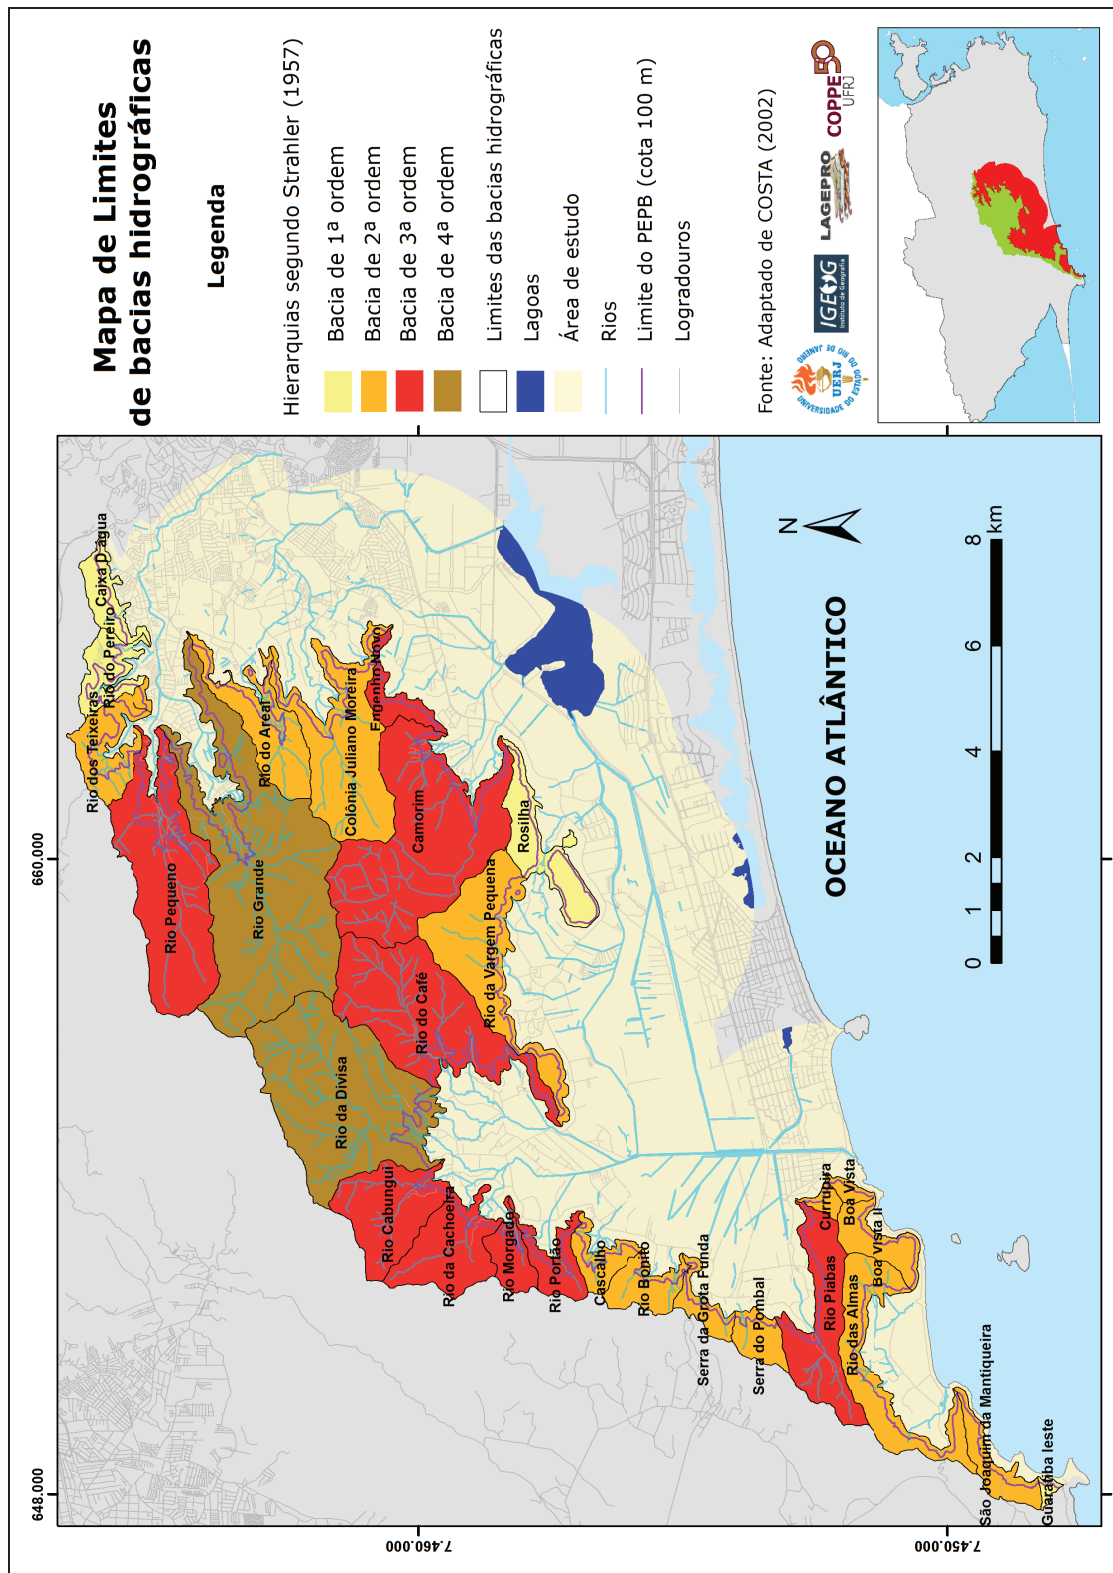 Mapa de Limites
de bacias hidrográficas
Legenda
Hierarquias segundo Strahler (1957)
Bacia de 1ª ordem
Bacia de 2ª ordem
Bacia de 3ª ordem
Bacia de 4ª ordem
Limites das bacias hidrográficas
Lagoas
Área de estudo
Rios
Limite do PEPB (cota 100 m)
Logradouros
Fonte: Adaptado de COSTA (2002)
UERJ
UNIVERSIDADE DO ESTADO DO RIO DE JANEIRO
IGEOG
Instituto de Geografia
LAGEPRO
50
COPPE
UFRJ
648.000
660.000
7.460.000
7.450.000
Caixa D'água
Rio do Pereiro
Rio dos Teixeiras
Rio Pequeno
Rio Grande
Rio do Areal
Colônia Juliano Moreira
Engenho Novo
Camorim
Rosilha
Rio da Vargem Pequena
Rio do Café
Rio da Divisa
Rio Cabungui
Rio da Cachoeira
Rio Morgado
Rio Portão
Cascalho
Rio Bonito
Serra da Grota Funda
Serra do Pombal
Rio Piabas
Currupira
Boa Vista
Boa Vista II
Rio das Almas
São Joaquim da Mantiqueira
Guaratiba leste
OCEANO ATLÂNTICO
N
0 1 2 4 6 8 km